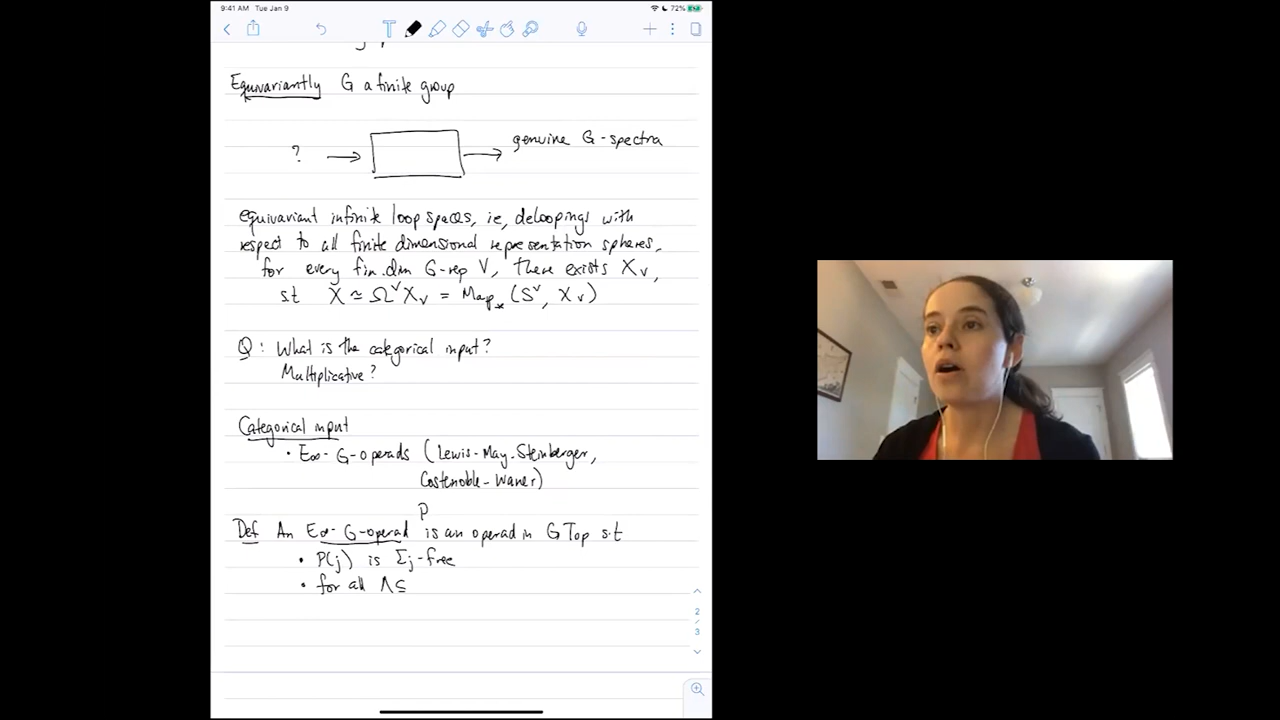 9:41 AM Tue Jan 9
72%
Equivariantly G a finite group
? → → genuine G-spectra
equivariant infinite loop spaces, ie, deloopings with
respect to all finite dimensional representation spheres,
for every fin. dim G-rep V, there exists X_V,
s.t X ≃ Ω^V X_V = Map_* (S^V, X_V)
Q: What is the categorical input?
Multiplicative?
Categorical input
• E∞-G-operads (Lewis-May-Steinberger,
Costenoble-Waner)
P
Def An E∞-G-operad is an operad in G Top s.t
• P(j) is Σj-free
• for all Λ⊆
2
/
3